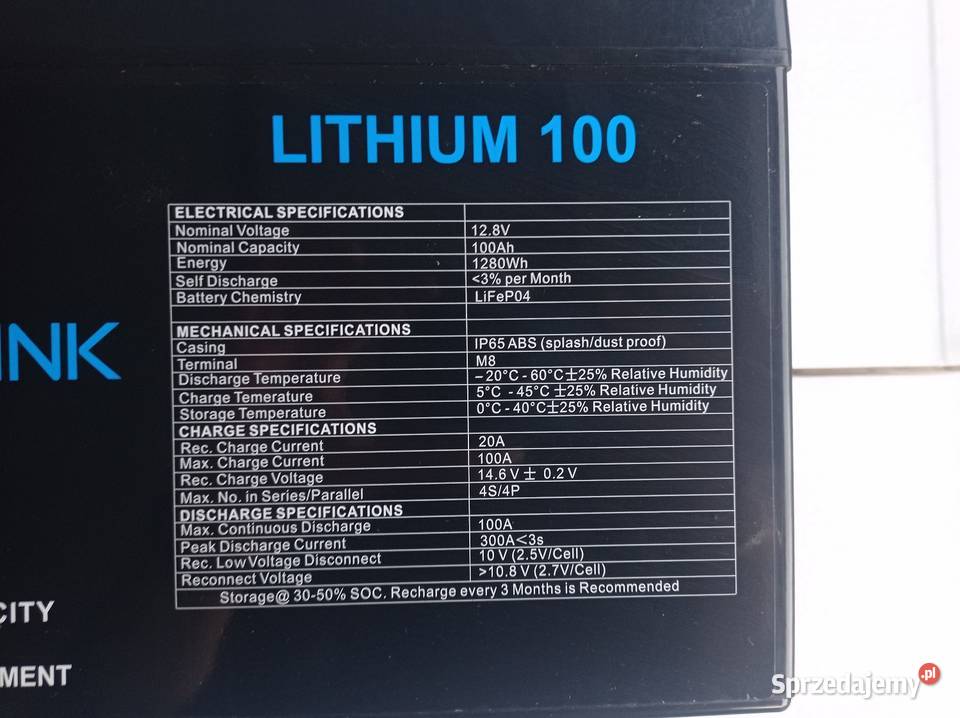 LITHIUM 100
ELECTRICAL SPECIFICATIONS
Nominal Voltage 12.8V
Nominal Capacity 100Ah
Energy 1280Wh
Self Discharge <3% per Month
Battery Chemistry LiFeP04
MECHANICAL SPECIFICATIONS
Casing IP65 ABS (splash/dust proof)
Terminal M8
Discharge Temperature – 20°C - 60°C±25% Relative Humidity
Charge Temerature 5°C - 45°C ±25% Relative Humidity
Storage Temperature 0°C - 40°C±25% Relative Humidity
CHARGE SPECIFICATIONS
Rec. Charge Current 20A
Max. Charge Current 100A
Rec. Charge Voltage 14.6 V ± 0.2 V
Max. No. in Series/Parallel 4S/4P
DISCHARGE SPECIFICATIONS
Max. Continuous Discharge 100A
Peak Discharge Current 300A<3s
Rec. Low Voltage Disconnect 10 V (2.5V/Cell)
Reconnect Voltage >10.8 V (2.7V/Cell)
Storage@ 30-50% SOC. Recharge every 3 Months is Recommended
INK
CITY
MENT
Sprzedajemy .pl